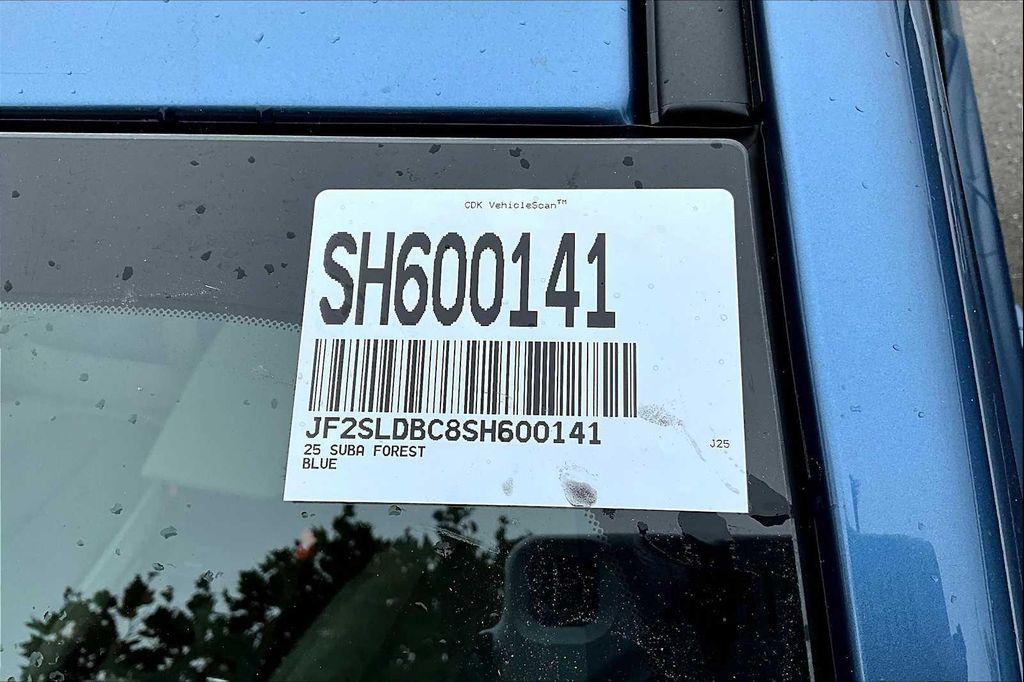 CDK VehicleScan™
SH600141
JF2SLDBC8SH600141
J25
25 SUBA FOREST
BLUE